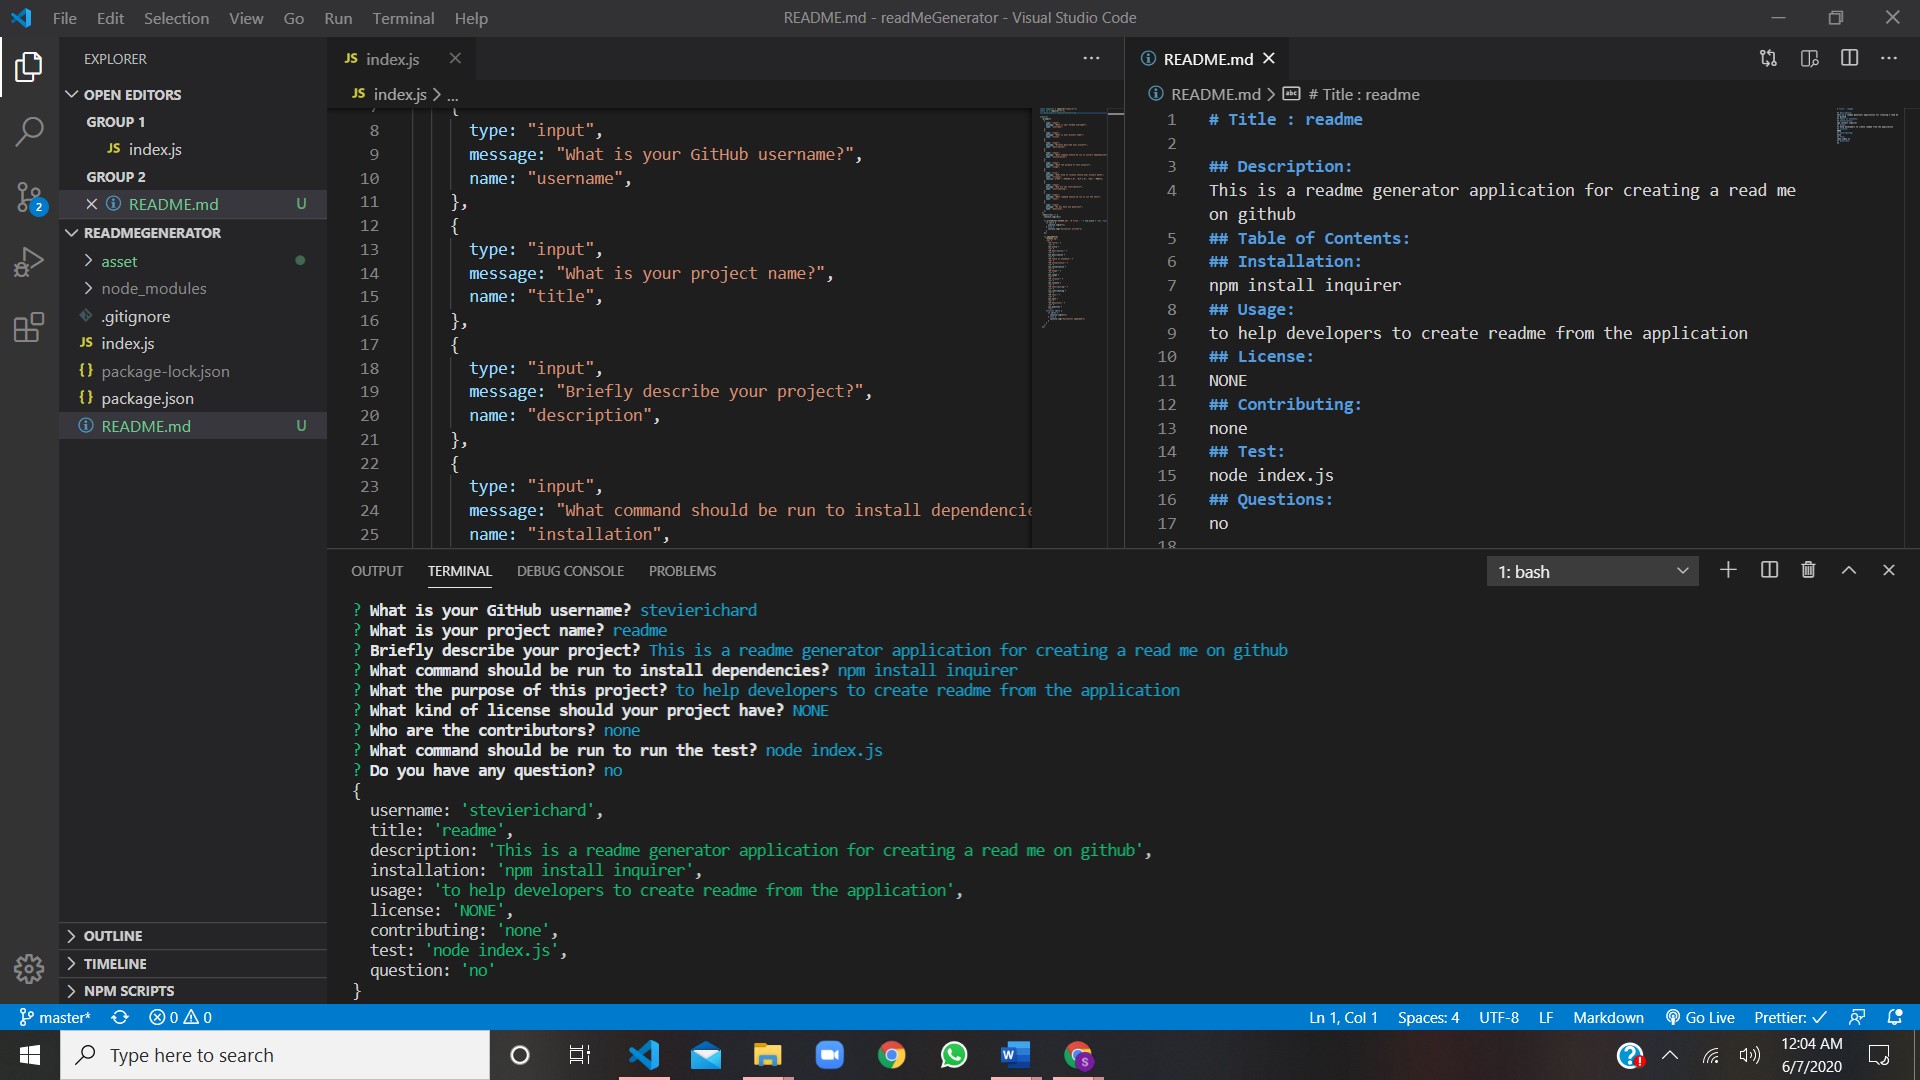 File Edit Selection View Go Run Terminal Help
README.md - readMeGenerator - Visual Studio Code
EXPLORER
OPEN EDITORS
GROUP 1
JS index.js
GROUP 2
README.md U
READMEGENERATOR
asset
node_modules
.gitignore
JS index.js
{} package-lock.json
{} package.json
README.md U
OUTLINE
TIMELINE
NPM SCRIPTS
2
JS index.js
JS index.js > ...
{
8 type: "input",
9 message: "What is your GitHub username?",
10 name: "username",
11 },
12 {
13 type: "input",
14 message: "What is your project name?",
15 name: "title",
16 },
17 {
18 type: "input",
19 message: "Briefly describe your project?",
20 name: "description",
21 },
22 {
23 type: "input",
24 message: "What command should be run to install dependencie
25 name: "installation",
README.md
README.md > # Title : readme
1 # Title : readme
2
3 ## Description:
4 This is a readme generator application for creating a read me
on github
5 ## Table of Contents:
6 ## Installation:
7 npm install inquirer
8 ## Usage:
9 to help developers to create readme from the application
10 ## License:
11 NONE
12 ## Contributing:
13 none
14 ## Test:
15 node index.js
16 ## Questions:
17 no
18
OUTPUT TERMINAL DEBUG CONSOLE PROBLEMS
1: bash
? What is your GitHub username? stevierichard
? What is your project name? readme
? Briefly describe your project? This is a readme generator application for creating a read me on github
? What command should be run to install dependencies? npm install inquirer
? What the purpose of this project? to help developers to create readme from the application
? What kind of license should your project have? NONE
? Who are the contributors? none
? What command should be run to run the test? node index.js
? Do you have any question? no
{
username: 'stevierichard',
title: 'readme',
description: 'This is a readme generator application for creating a read me on github',
installation: 'npm install inquirer',
usage: 'to help developers to create readme from the application',
license: 'NONE',
contributing: 'none',
test: 'node index.js',
question: 'no'
}
master* 0 0
Ln 1, Col 1 Spaces: 4 UTF-8 LF Markdown Go Live Prettier: ✓
Type here to search
12:04 AM
6/7/2020